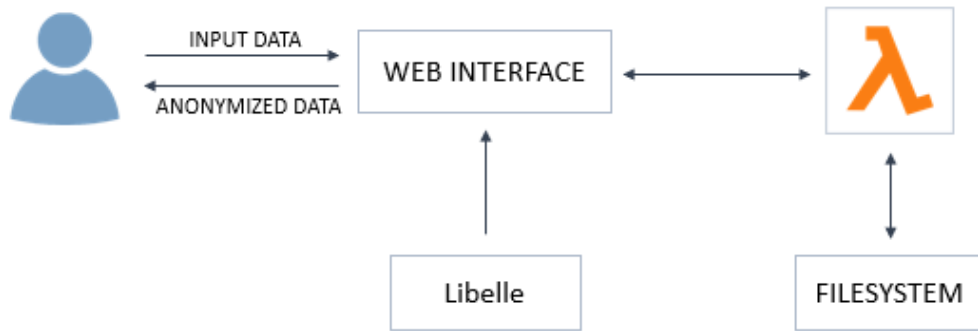 INPUT DATA
ANONYMIZED DATA
WEB INTERFACE
Libelle
FILESYSTEM